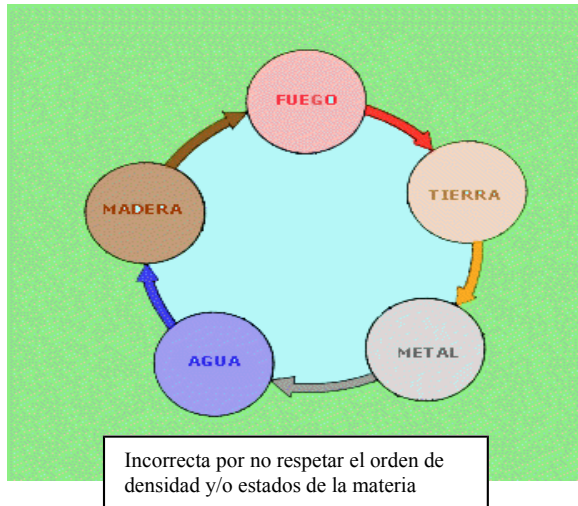 FUEGO
TIERRA
MADERA
METAL
AGUA
Incorrecta por no respetar el orden de
densidad y/o estados de la materia